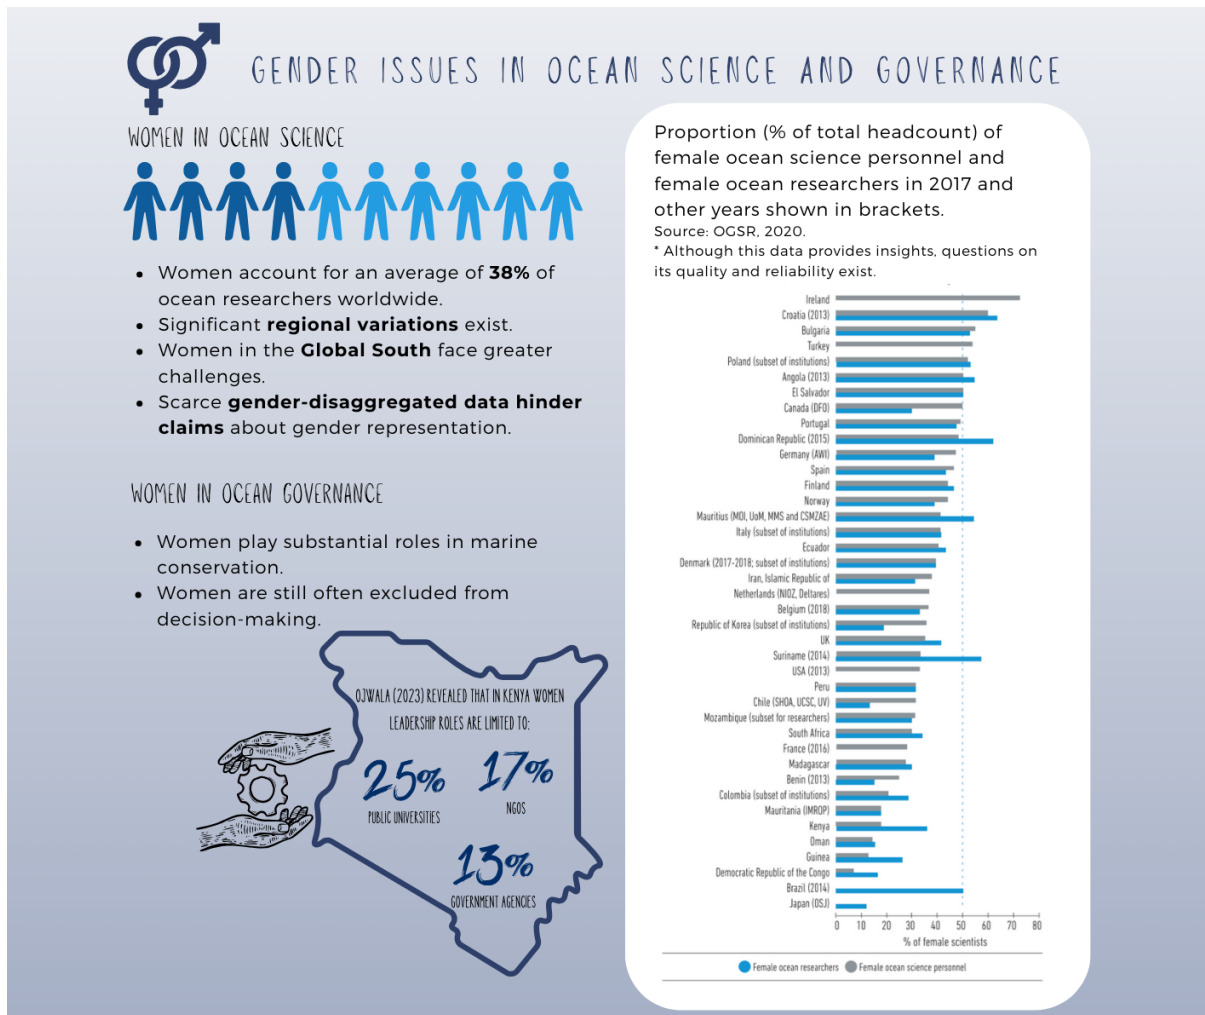 GENDER ISSUES IN OCEAN SCIENCE AND GOVERNANCE
WOMEN IN OCEAN SCIENCE
• Women account for an average of 38% of
ocean researchers worldwide.
• Significant regional variations exist.
• Women in the Global South face greater
challenges.
• Scarce gender-disaggregated data hinder
claims about gender representation.
WOMEN IN OCEAN GOVERNANCE
• Women play substantial roles in marine
conservation.
• Women are still often excluded from
decision-making.
OJWALA (2023) REVEALED THAT IN KENYA WOMEN
LEADERSHIP ROLES ARE LIMITED TO:
25%
PUBLIC UNIVERSITIES
17%
NGOS
13%
GOVERNMENT AGENCIES
Proportion (% of total headcount) of
female ocean science personnel and
female ocean researchers in 2017 and
other years shown in brackets.
Source: OGSR, 2020.
* Although this data provides insights, questions on
its quality and reliability exist.
Ireland
Croatia (2013)
Bulgaria
Turkey
Poland (subset of institutions)
Angola (2013)
El Salvador
Canada (DFO)
Portugal
Dominican Republic (2015)
Germany (AWI)
Spain
Finland
Norway
Mauritius (MOI, UoM, MMS and CSMZAE)
Italy (subset of institutions)
Ecuador
Denmark (2017-2018; subset of institutions)
Iran, Islamic Republic of
Netherlands (NIOZ, Deltares)
Belgium (2018)
Republic of Korea (subset of institutions)
UK
Suriname (2014)
USA (2013)
Peru
Chile (SHOA, UCSC, UV)
Mozambique (subset for researchers)
South Africa
France (2016)
Madagascar
Benin (2013)
Colombia (subset of institutions)
Mauritania (IMROP)
Kenya
Oman
Guinea
Democratic Republic of the Congo
Brazil (2014)
Japan (OSJ)
0 10 20 30 40 50 60 70 80
% of female scientists
Female ocean researchers
Female ocean science personnel